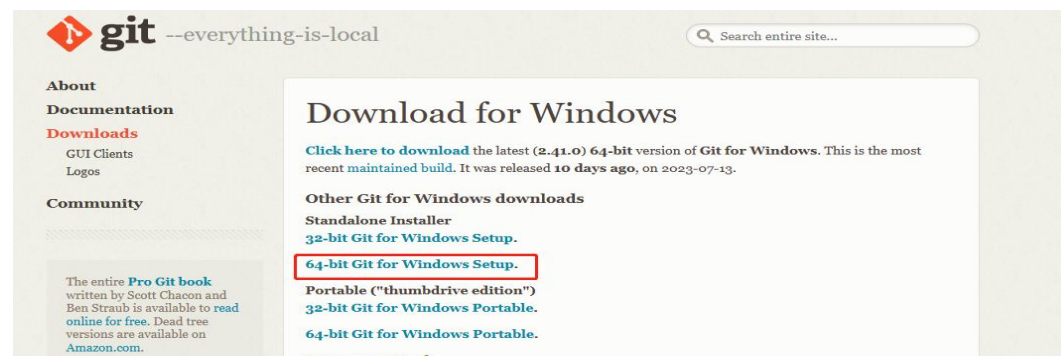 git --everything-is-local
Search entire site...
About
Documentation
Downloads
GUI Clients
Logos
Community
The entire Pro Git book
written by Scott Chacon and
Ben Straub is available to read
online for free. Dead tree
versions are available on
Amazon.com.
Download for Windows
Click here to download the latest (2.41.0) 64-bit version of Git for Windows. This is the most
recent maintained build. It was released 10 days ago, on 2023-07-13.
Other Git for Windows downloads
Standalone Installer
32-bit Git for Windows Setup.
64-bit Git for Windows Setup.
Portable ("thumbdrive edition")
32-bit Git for Windows Portable.
64-bit Git for Windows Portable.